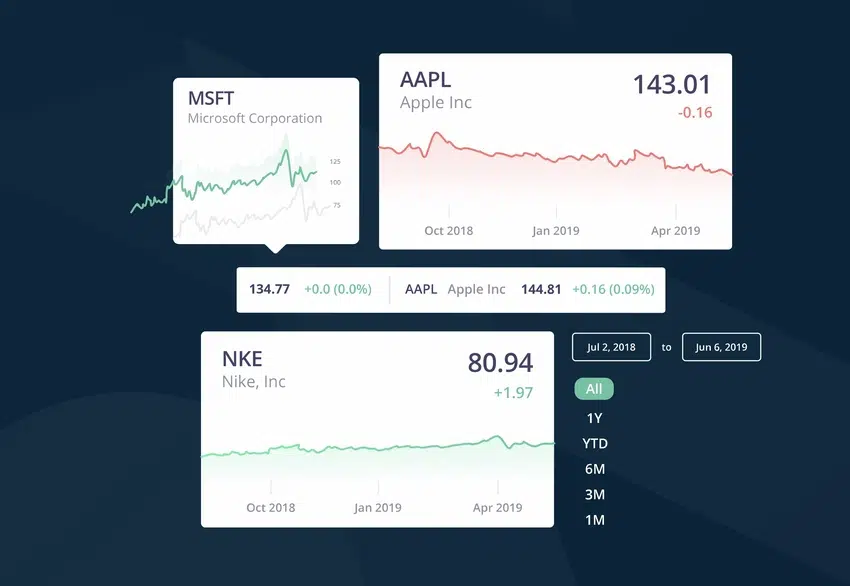 MSFT
Microsoft Corporation
125
100
75
AAPL
Apple Inc
143.01
-0.16
Oct 2018
Jan 2019
Apr 2019
134.77 +0.0 (0.0%) AAPL Apple Inc 144.81 +0.16 (0.09%)
NKE
Nike, Inc
80.94
+1.97
Oct 2018
Jan 2019
Apr 2019
Jul 2, 2018 to Jun 6, 2019
All
1Y
YTD
6M
3M
1M